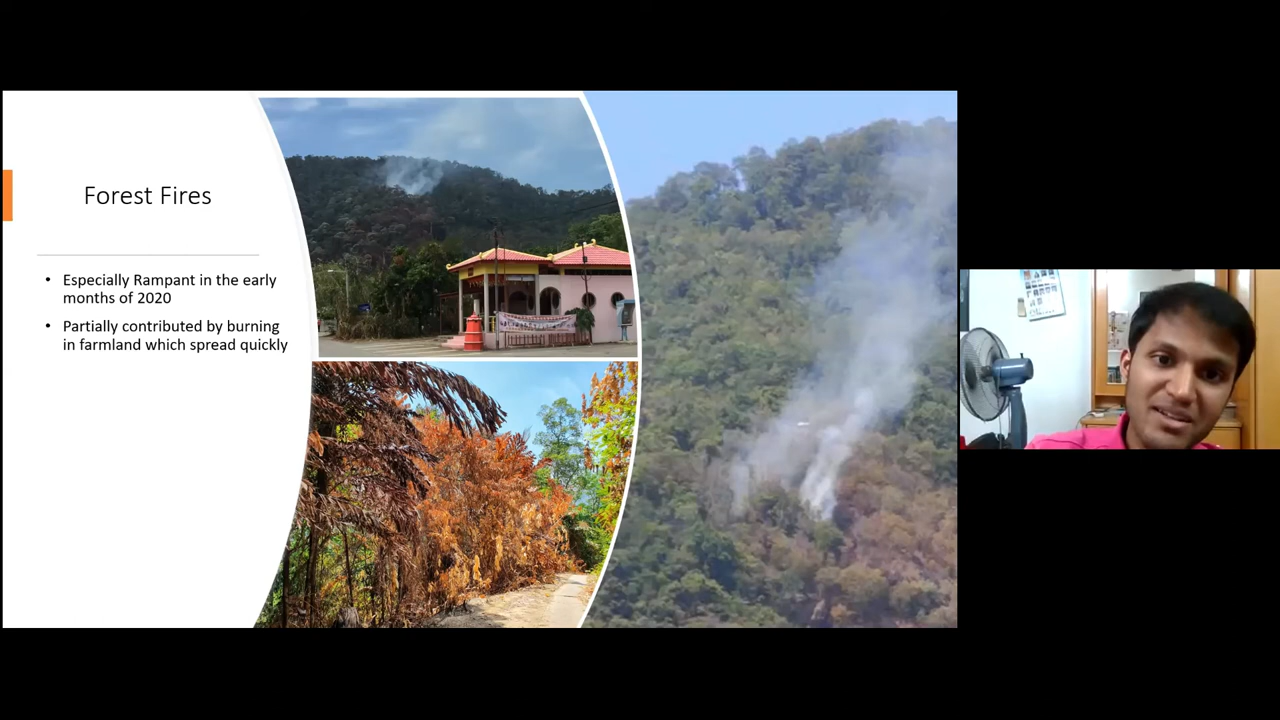 Forest Fires
• Especially Rampant in the early
months of 2020
• Partially contributed by burning
in farmland which spread quickly